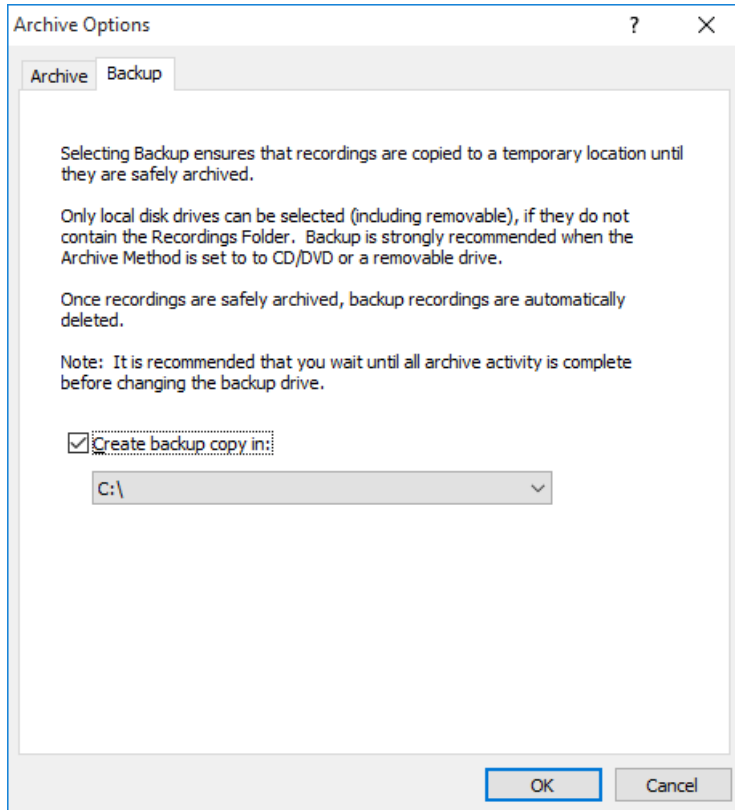 Archive Options
?
Archive
Backup
Selecting Backup ensures that recordings are copied to a temporary location until
they are safely archived.
Only local disk drives can be selected (including removable), if they do not
contain the Recordings Folder.  Backup is strongly recommended when the
Archive Method is set to to CD/DVD or a removable drive.
Once recordings are safely archived, backup recordings are automatically
deleted.
Note:  It is recommended that you wait until all archive activity is complete
before changing the backup drive.
Create backup copy in:
C:\
OK
Cancel